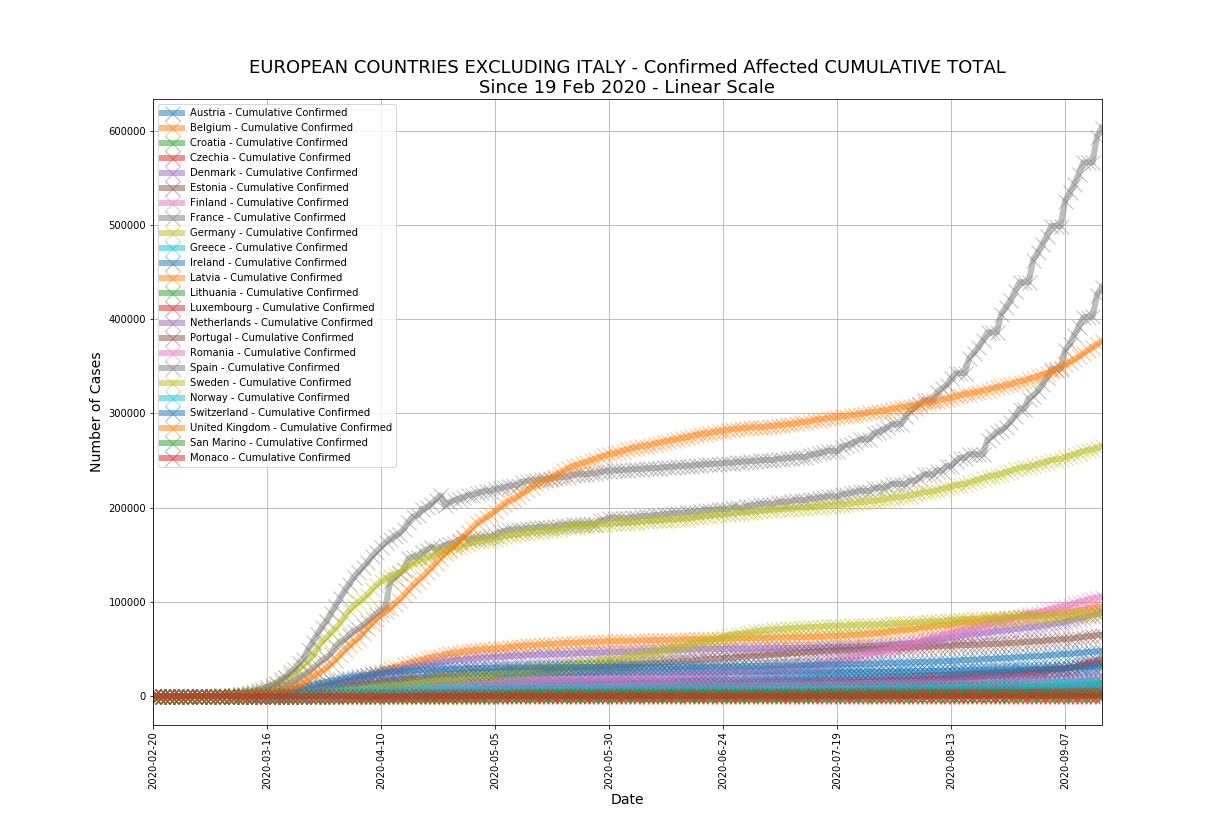 EUROPEAN COUNTRIES EXCLUDING ITALY - Confirmed Affected CUMULATIVE TOTAL
Since 19 Feb 2020 - Linear Scale
Austria - Cumulative Confirmed
Belgium - Cumulative Confirmed
Croatia - Cumulative Confirmed
Czechia - Cumulative Confirmed
Denmark - Cumulative Confirmed
Estonia - Cumulative Confirmed
Finland - Cumulative Confirmed
France - Cumulative Confirmed
Germany - Cumulative Confirmed
Greece - Cumulative Confirmed
Ireland - Cumulative Confirmed
Latvia - Cumulative Confirmed
Lithuania - Cumulative Confirmed
Luxembourg - Cumulative Confirmed
Netherlands - Cumulative Confirmed
Portugal - Cumulative Confirmed
Romania - Cumulative Confirmed
Spain - Cumulative Confirmed
Sweden - Cumulative Confirmed
Norway - Cumulative Confirmed
Switzerland - Cumulative Confirmed
United Kingdom - Cumulative Confirmed
San Marino - Cumulative Confirmed
Monaco - Cumulative Confirmed
Number of Cases
600000
500000
400000
300000
200000
100000
0
2020-02-20
2020-03-16
2020-04-10
2020-05-05
2020-05-30
2020-06-24
2020-07-19
2020-08-13
2020-09-07
Date